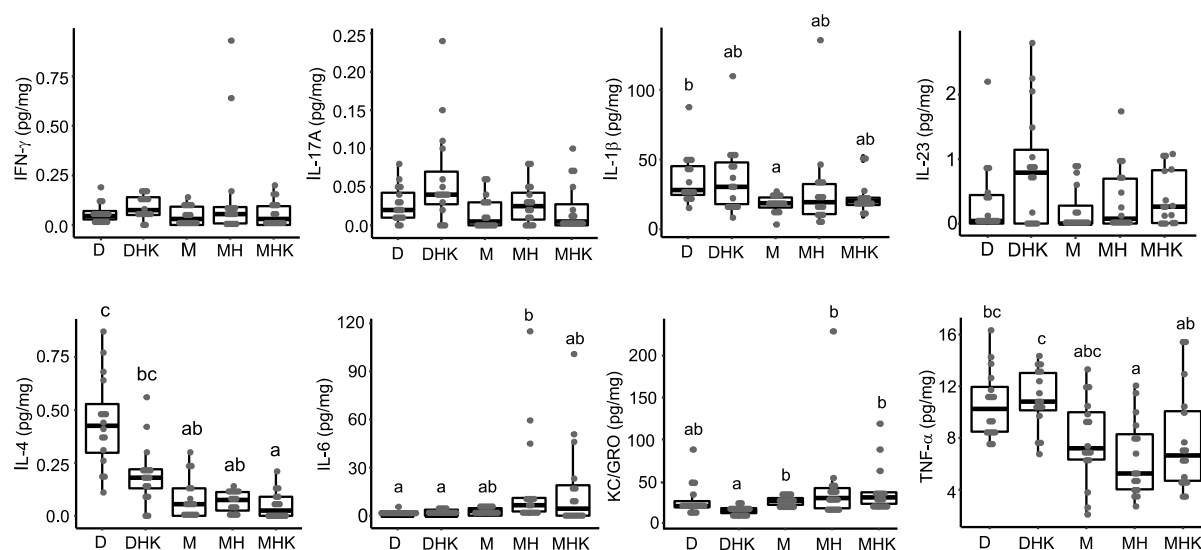 IFN-γ (pg/mg)
0.75
0.50
0.25
0.0
D DHK M MH MHK
IL-17A (pg/mg)
0.25
0.20
0.15
0.10
0.05
0.00
D DHK M MH MHK
IL-1β (pg/mg)
100
50
0
b
ab
a
ab
ab
D DHK M MH MHK
IL-23 (pg/mg)
2
1
0
D DHK M MH MHK
IL-4 (pg/mg)
0.75
0.50
0.25
0.0
c
bc
ab
ab
a
D DHK M MH MHK
IL-6 (pg/mg)
120
90
60
30
0
a
a
ab
b
ab
D DHK M MH MHK
KC/GRO (pg/mg)
200
150
100
50
0
ab
a
b
b
b
D DHK M MH MHK
TNF-α (pg/mg)
16
12
8
4
bc
c
abc
a
ab
D DHK M MH MHK